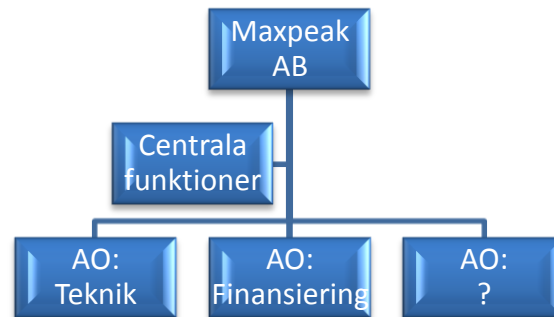 Maxpeak
AB
Centrala
funktioner
AO:
Teknik
AO:
Finansiering
AO:
?